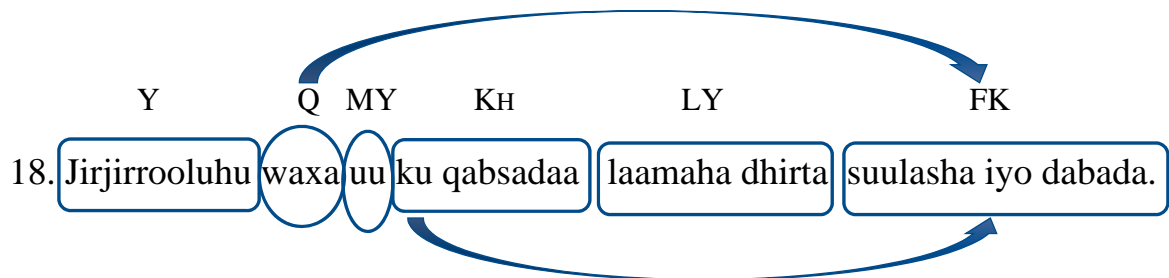 Y Q MY KH LY FK
18. Jirjirrooluhu waxa uu ku qabsadaa laamaha dhirta suulasha iyo dabada.